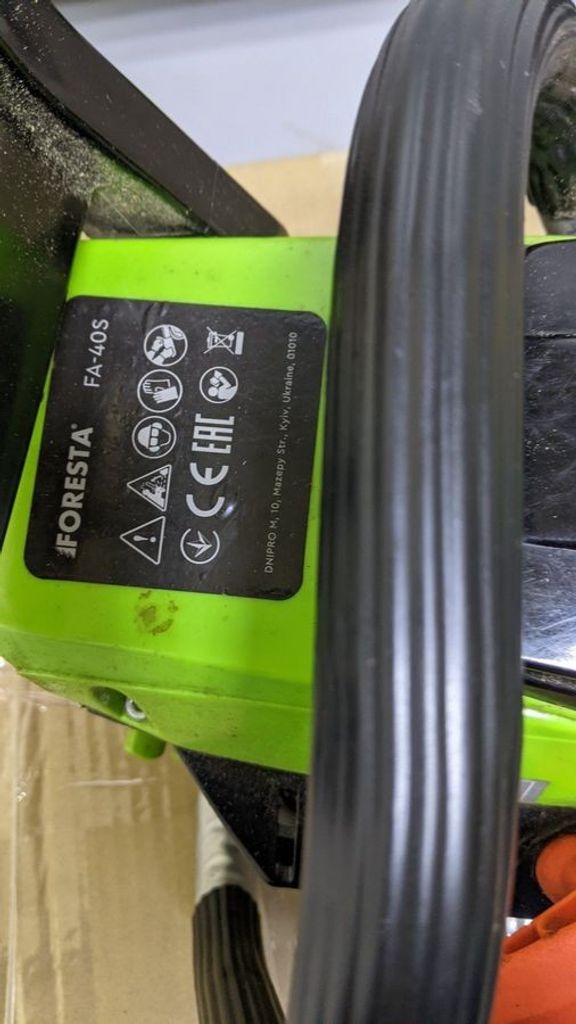 FORESTA® FA-40S
CE EAC
DNIPRO M, 10, Mazepy Str., Kyiv, Ukraine, 01010